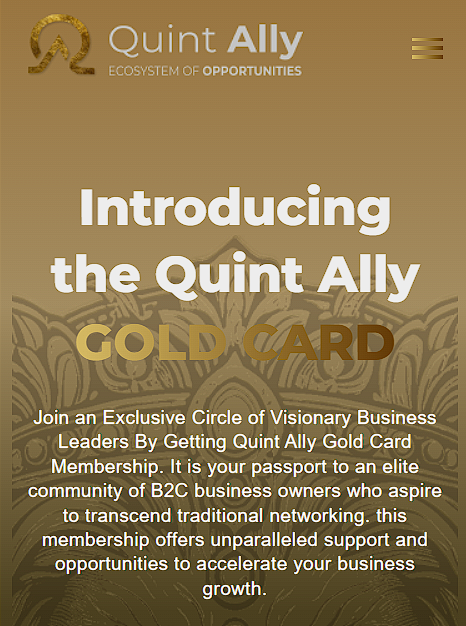 Quint Ally
ECOSYSTEM OF OPPORTUNITIES
Introducing
the Quint Ally
GOLD CARD
Join an Exclusive Circle of Visionary Business
Leaders By Getting Quint Ally Gold Card
Membership. It is your passport to an elite
community of B2C business owners who aspire
to transcend traditional networking. this
membership offers unparalleled support and
opportunities to accelerate your business
growth.